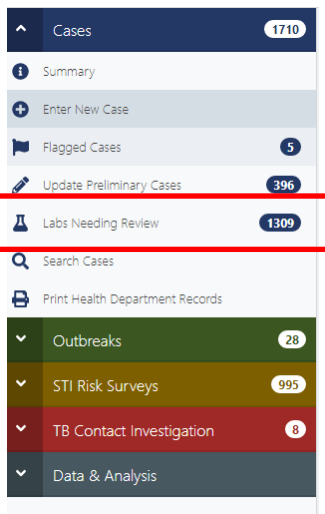 Cases 1710
Summary
Enter New Case
Flagged Cases 5
Update Preliminary Cases 396
Labs Needing Review 1309
Search Cases
Print Health Department Records
Outbreaks 28
STI Risk Surveys 995
TB Contact Investigation 8
Data & Analysis